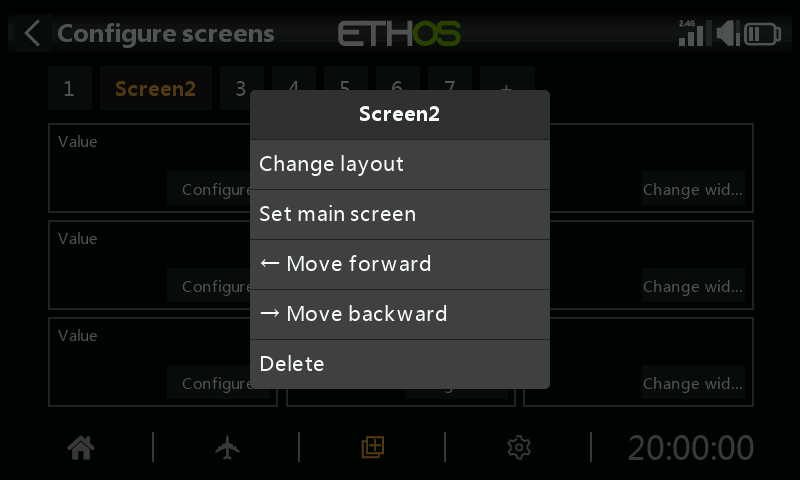 Configure screens
ETHOS
2.4G
1
Screen2
3
4
5
6
7
+
Screen2
Change layout
Set main screen
← Move forward
→ Move backward
Delete
Value
Configure
Change wid...
Value
Configure
Change wid...
Value
Configure
Change wid...
20:00:00